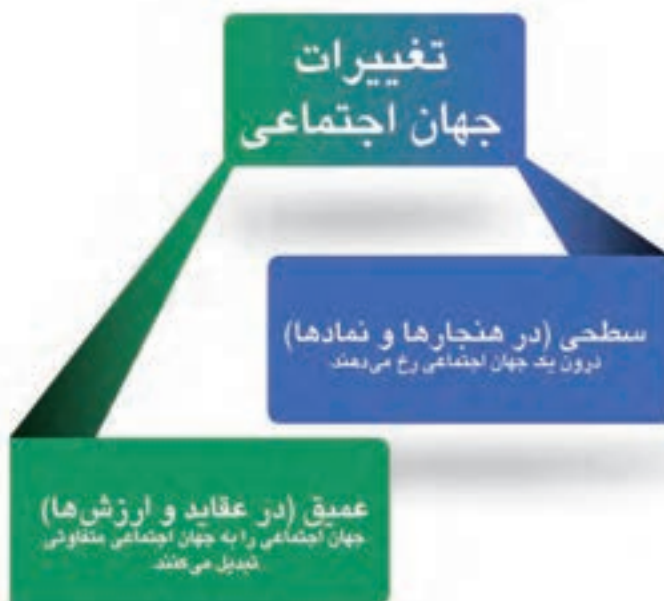 تغییرات
جهان اجتماعی
سطحی (در هنجارها و نمادها)
درون یک جهان اجتماعی رخ می‌دهند.
عمیق (در عقاید و ارزش‌ها)
جهان اجتماعی را به جهان اجتماعی متفاوتی
تبدیل می‌کنند.